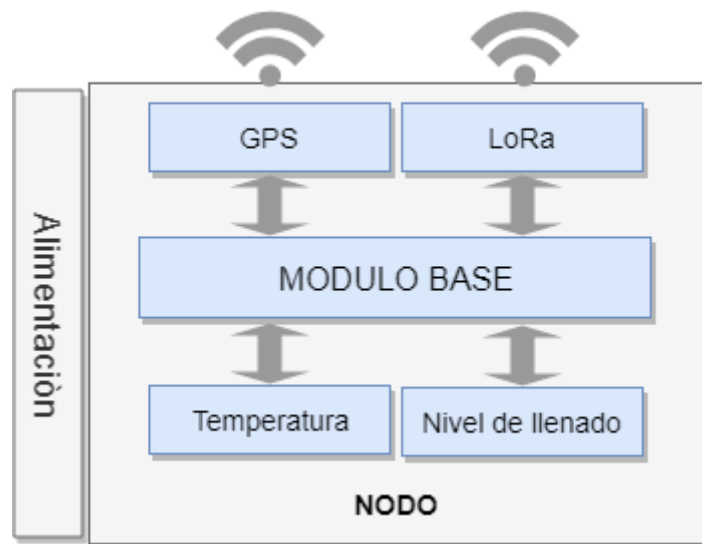 GPS
LoRa
Alimentaciòn
MODULO BASE
Temperatura
Nivel de llenado
NODO